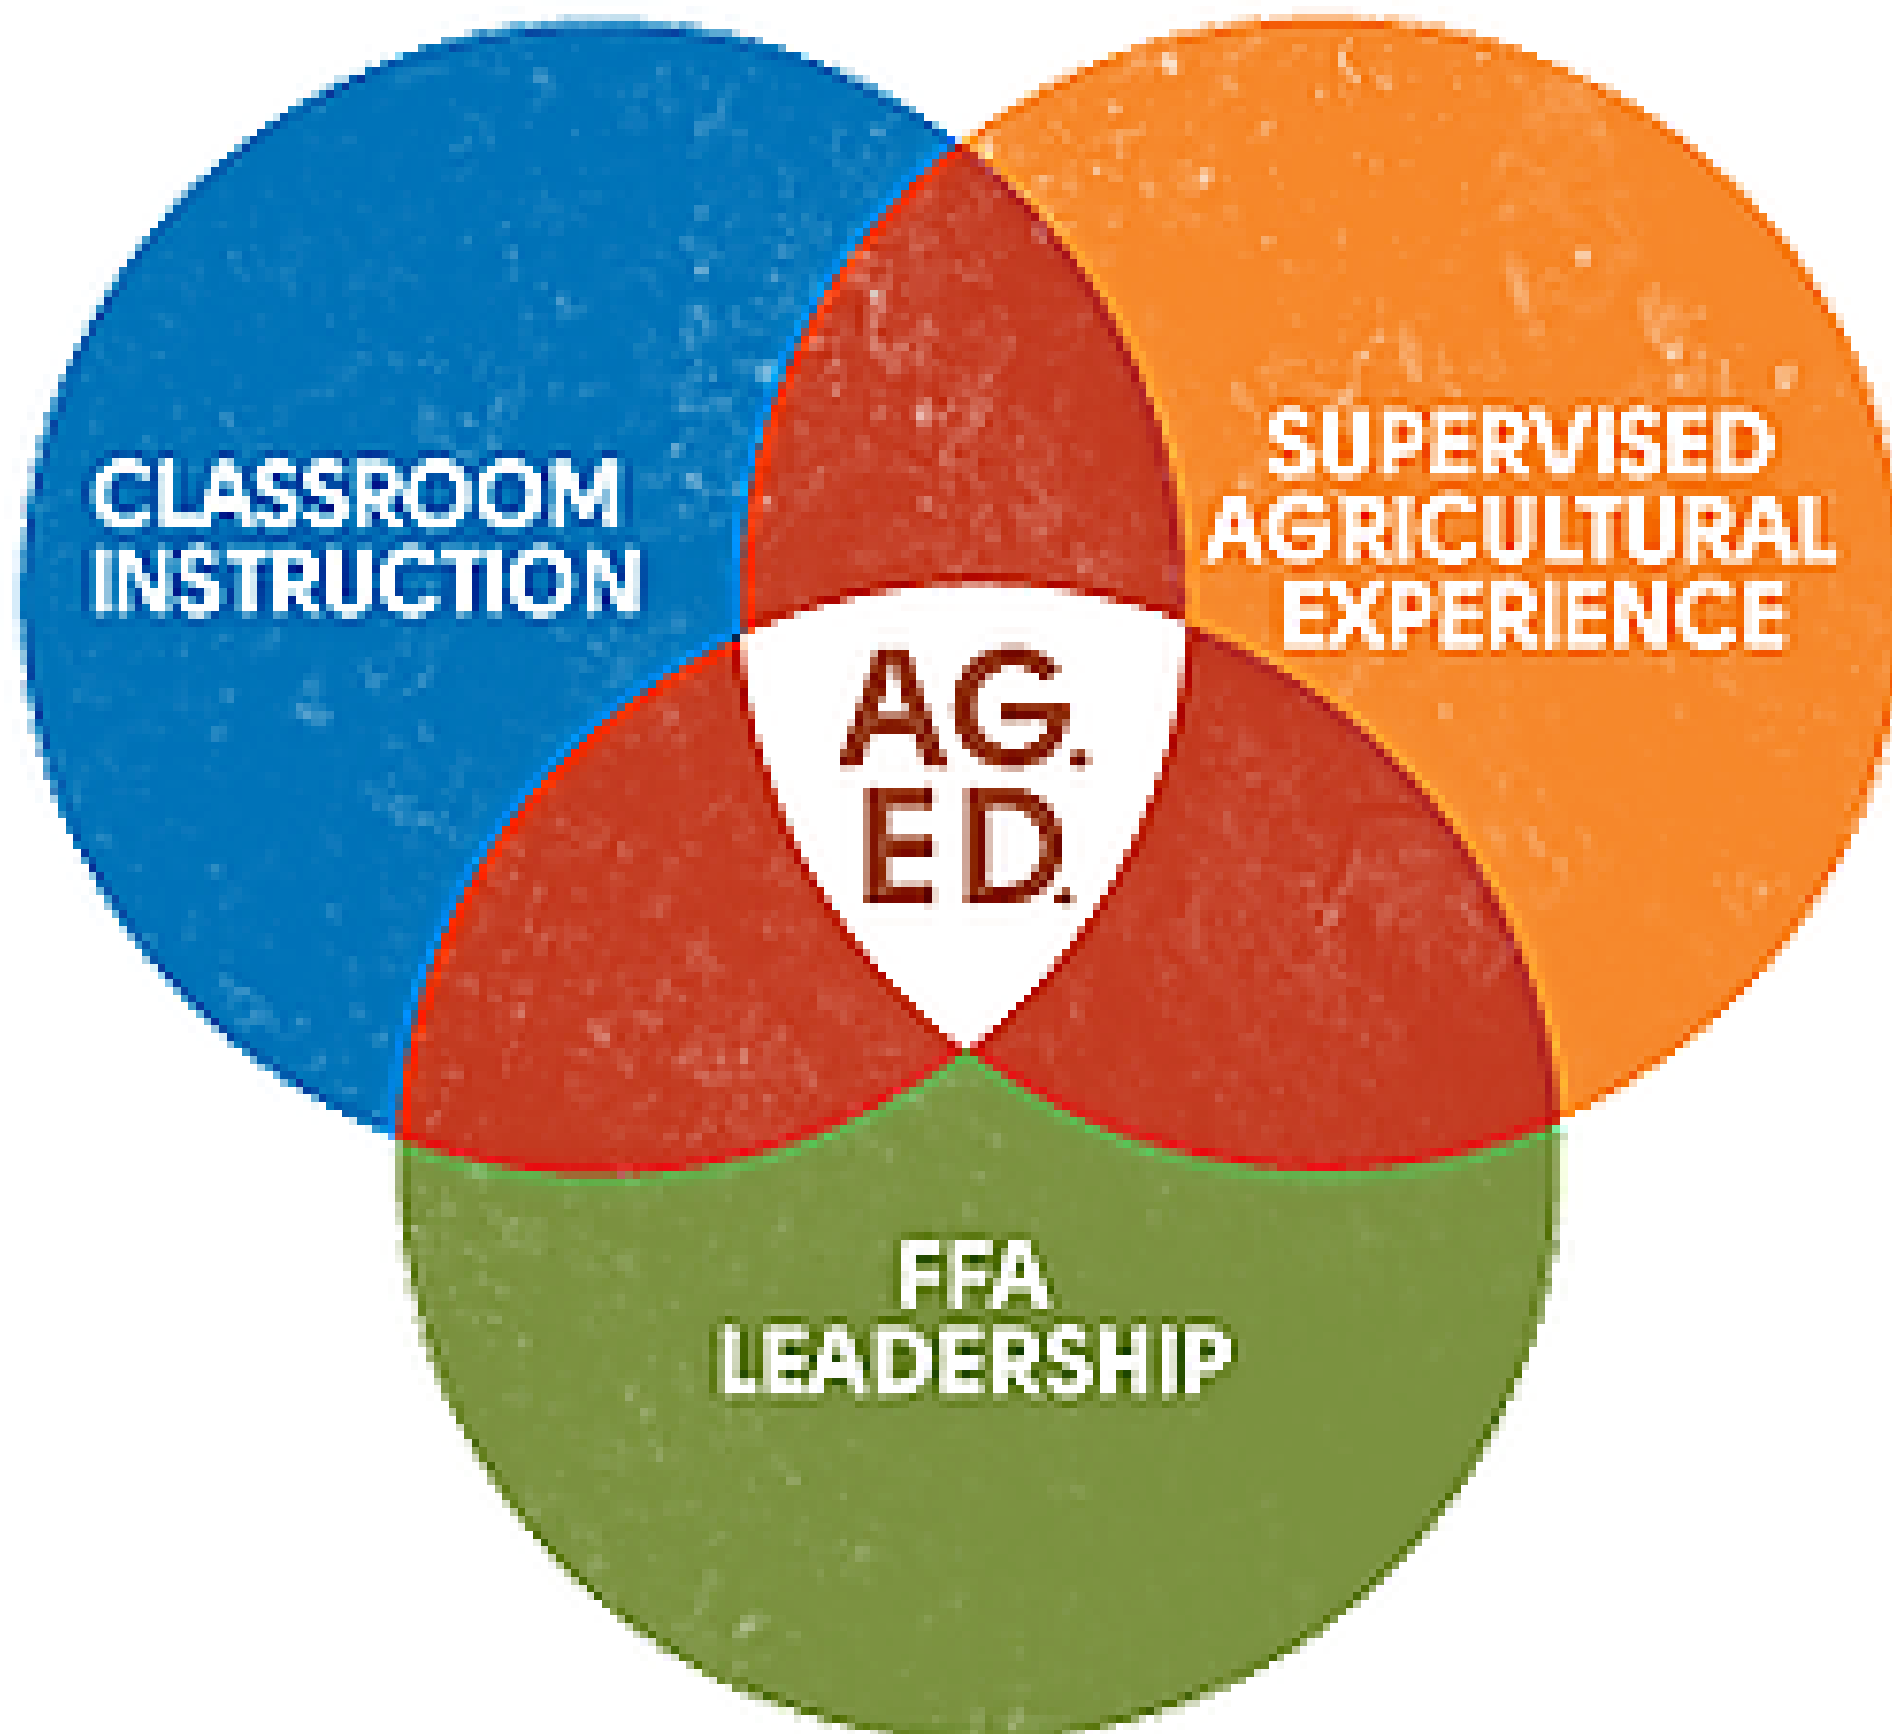 CLASSROOM
INSTRUCTION
SUPERVISED
AGRICULTURAL
EXPERIENCE
AG.
ED.
FFA
LEADERSHIP